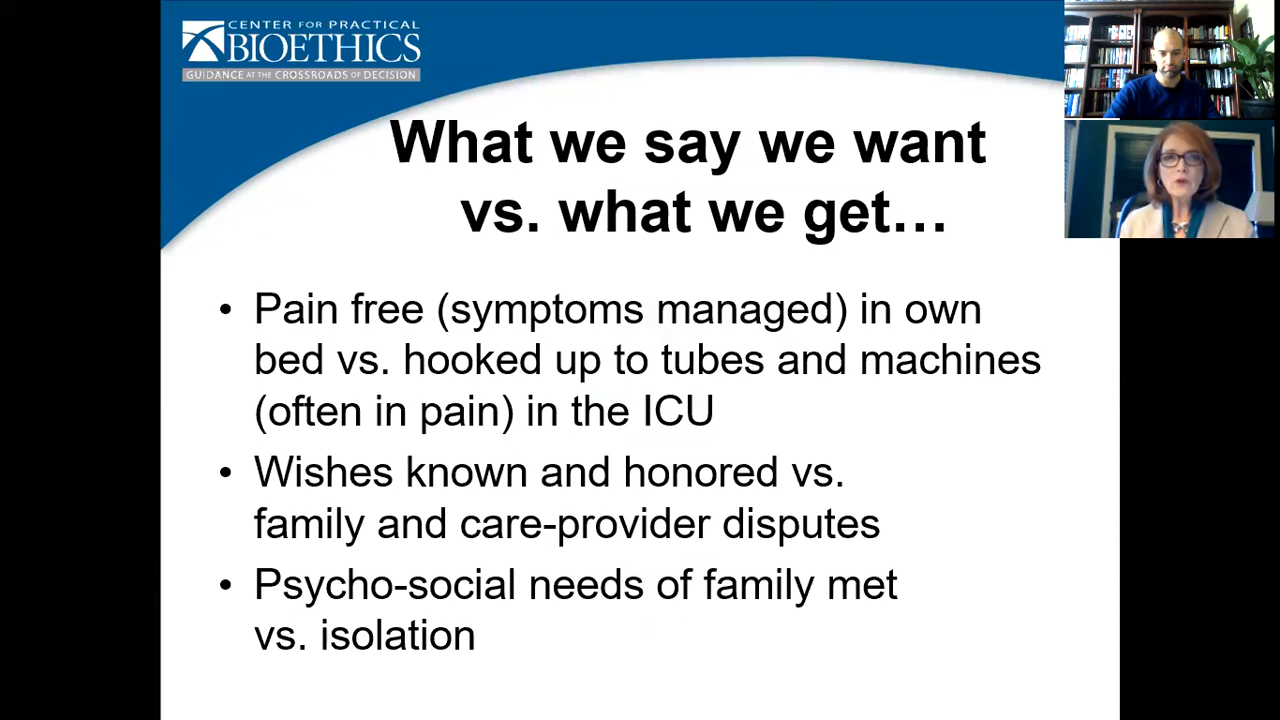 CENTER FOR PRACTICAL
BIOETHICS
GUIDANCE AT THE CROSSROADS OF DECISION
What we say we want
vs. what we get…
• Pain free (symptoms managed) in own
bed vs. hooked up to tubes and machines
(often in pain) in the ICU
• Wishes known and honored vs.
family and care-provider disputes
• Psycho-social needs of family met
vs. isolation